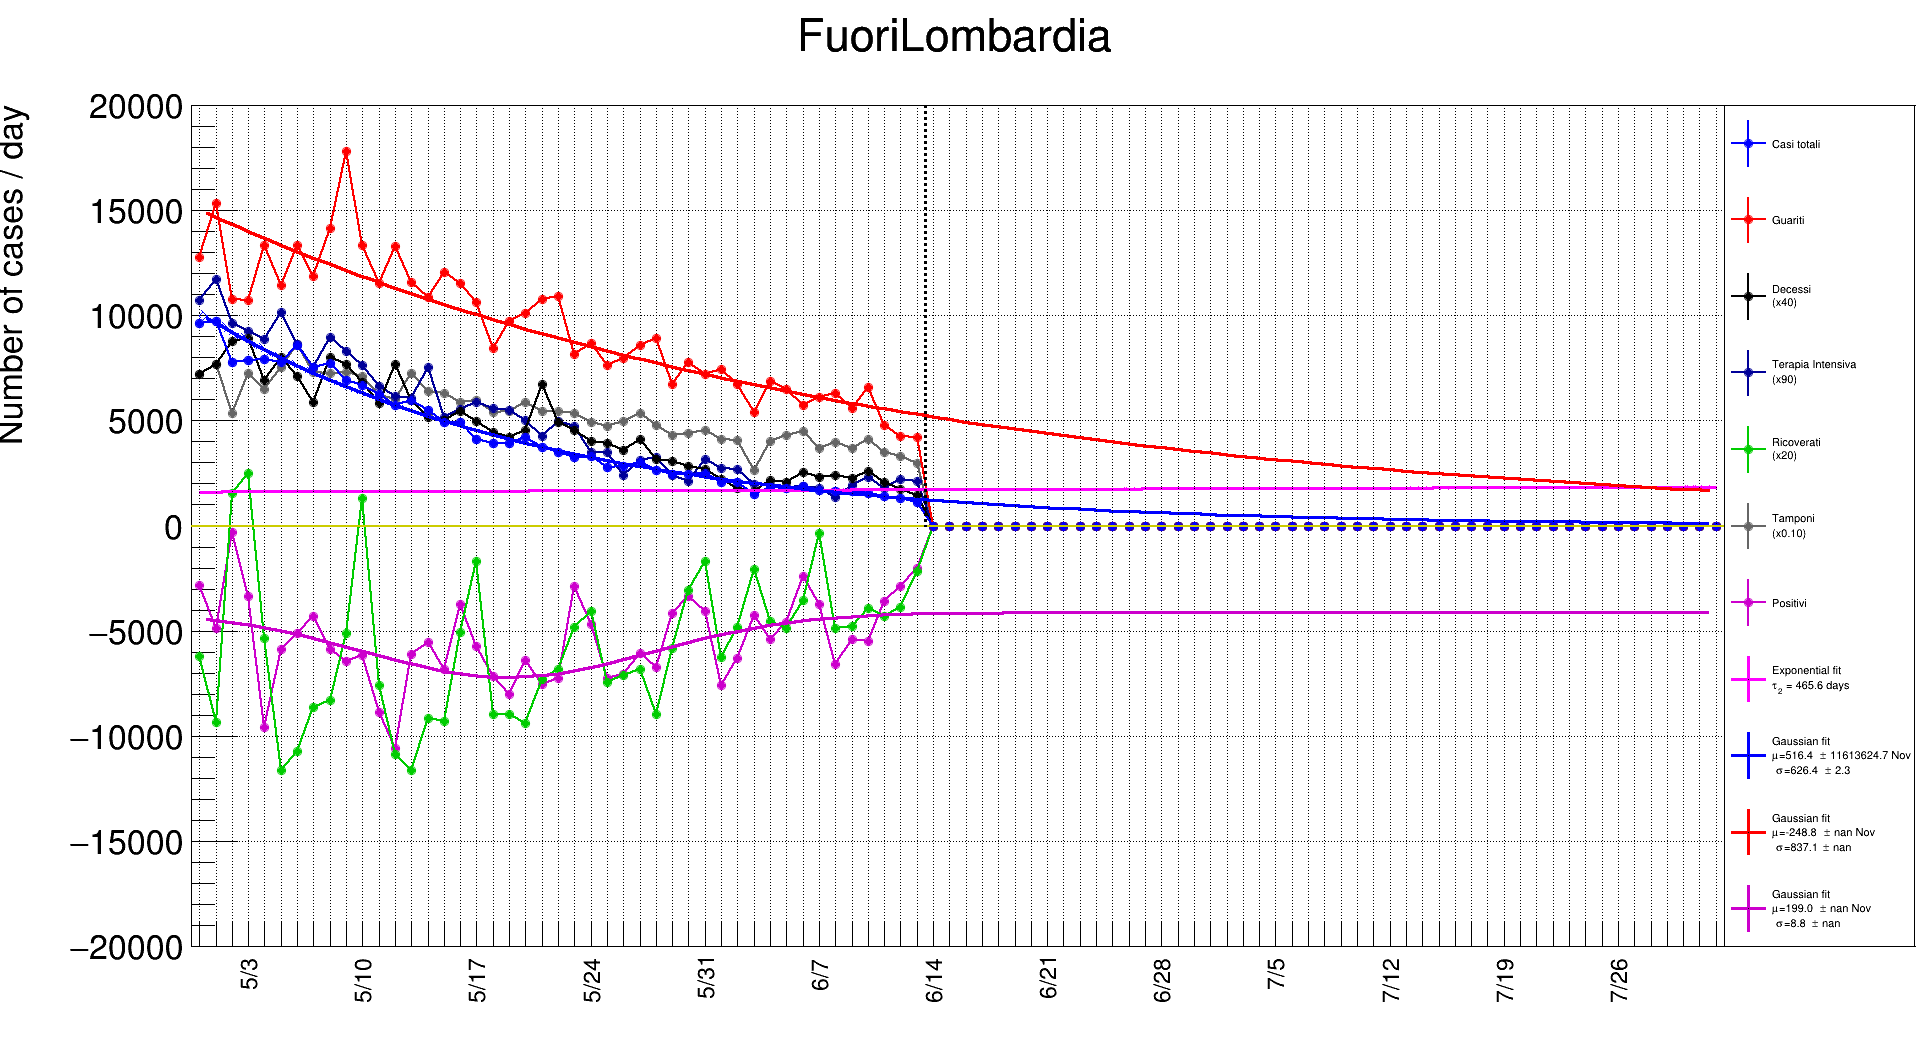 FuoriLombardia
Number of cases / day
20000
15000
10000
5000
0
−5000
−10000
−15000
−20000
5/3
5/10
5/17
5/24
5/31
6/7
6/14
6/21
6/28
7/5
7/12
7/19
7/26
Casi totali
Guariti
Decessi
(x40)
Terapia Intensiva
(x90)
Ricoverati
(x20)
Tamponi
(x0.10)
Positivi
Exponential fit
τ2 = 465.6 days
Gaussian fit
μ=516.4 ± 11613624.7 Nov
σ=626.4 ± 2.3
Gaussian fit
μ=-248.8 ± nan Nov
σ=837.1 ± nan
Gaussian fit
μ=199.0 ± nan Nov
σ=8.8 ± nan